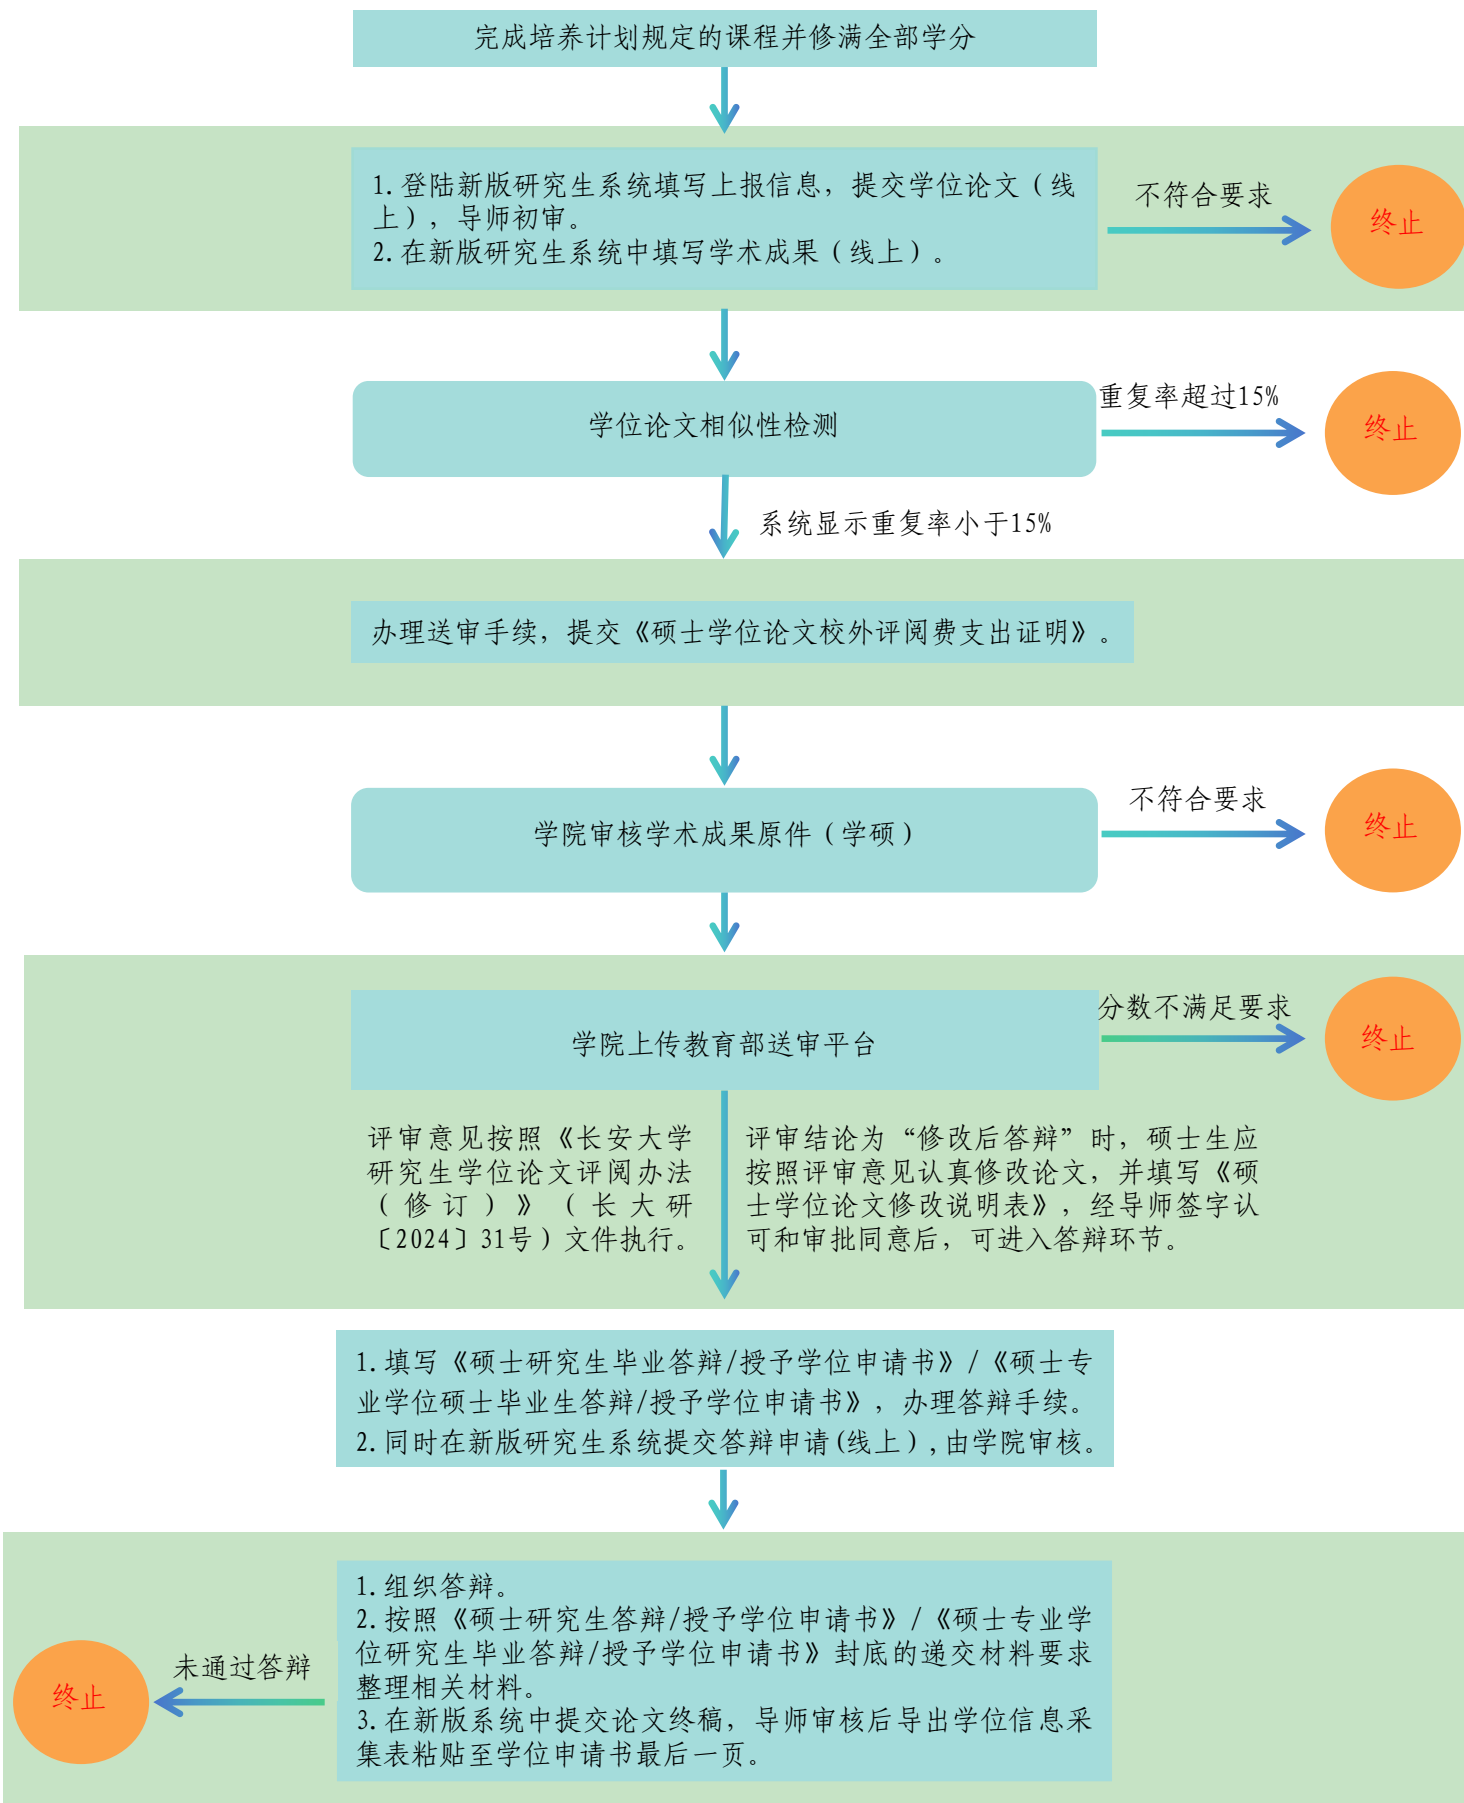 完成培养计划规定的课程并修满全部学分
1.登陆新版研究生系统填写上报信息，提交学位论文（线
上），导师初审。
2.在新版研究生系统中填写学术成果（线上）。
不符合要求
终止
学位论文相似性检测
重复率超过15%
终止
系统显示重复率小于15%
办理送审手续，提交《硕士学位论文校外评阅费支出证明》。
学院审核学术成果原件（学硕）
不符合要求
终止
学院上传教育部送审平台
分数不满足要求
终止
评审意见按照《长安大学
研究生学位论文评阅办法
（修订）》（长大研
〔2024〕31号）文件执行。
评审结论为“修改后答辩”时，硕士生应
按照评审意见认真修改论文，并填写《硕
士学位论文修改说明表》，经导师签字认
可和审批同意后，可进入答辩环节。
1.填写《硕士研究生毕业答辩/授予学位申请书》/《硕士专
业学位硕士毕业生答辩/授予学位申请书》，办理答辩手续。
2.同时在新版研究生系统提交答辩申请(线上）,由学院审核。
1.组织答辩。
2.按照《硕士研究生答辩/授予学位申请书》/《硕士专业学
位研究生毕业答辩/授予学位申请书》封底的递交材料要求
整理相关材料。
3.在新版系统中提交论文终稿，导师审核后导出学位信息采
集表粘贴至学位申请书最后一页。
未通过答辩
终止